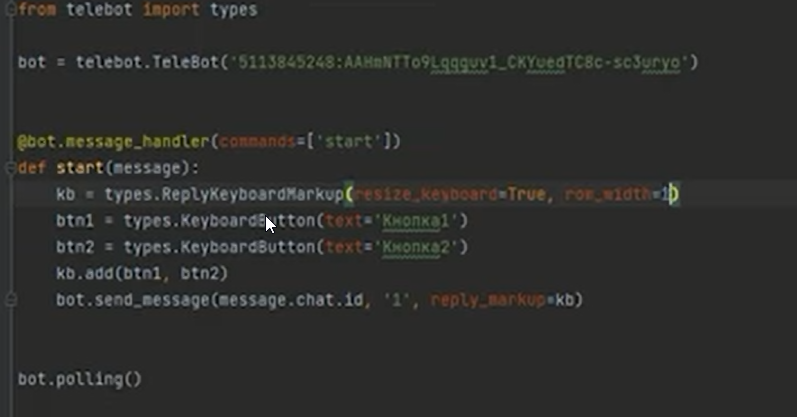 from telebot import types
bot = telebot.TeleBot('5113845248:AAHmNTTo9Lqqguv1_CKYuedTC8c-sc3uryo')
@bot.message_handler(commands=['start'])
def start(message):
kb = types.ReplyKeyboardMarkup(resize_keyboard=True, row_width=1)
btn1 = types.KeyboardButton(text='Кнопка1')
btn2 = types.KeyboardButton(text='Кнопка2')
kb.add(btn1, btn2)
bot.send_message(message.chat.id, '1', reply_markup=kb)
bot.polling()